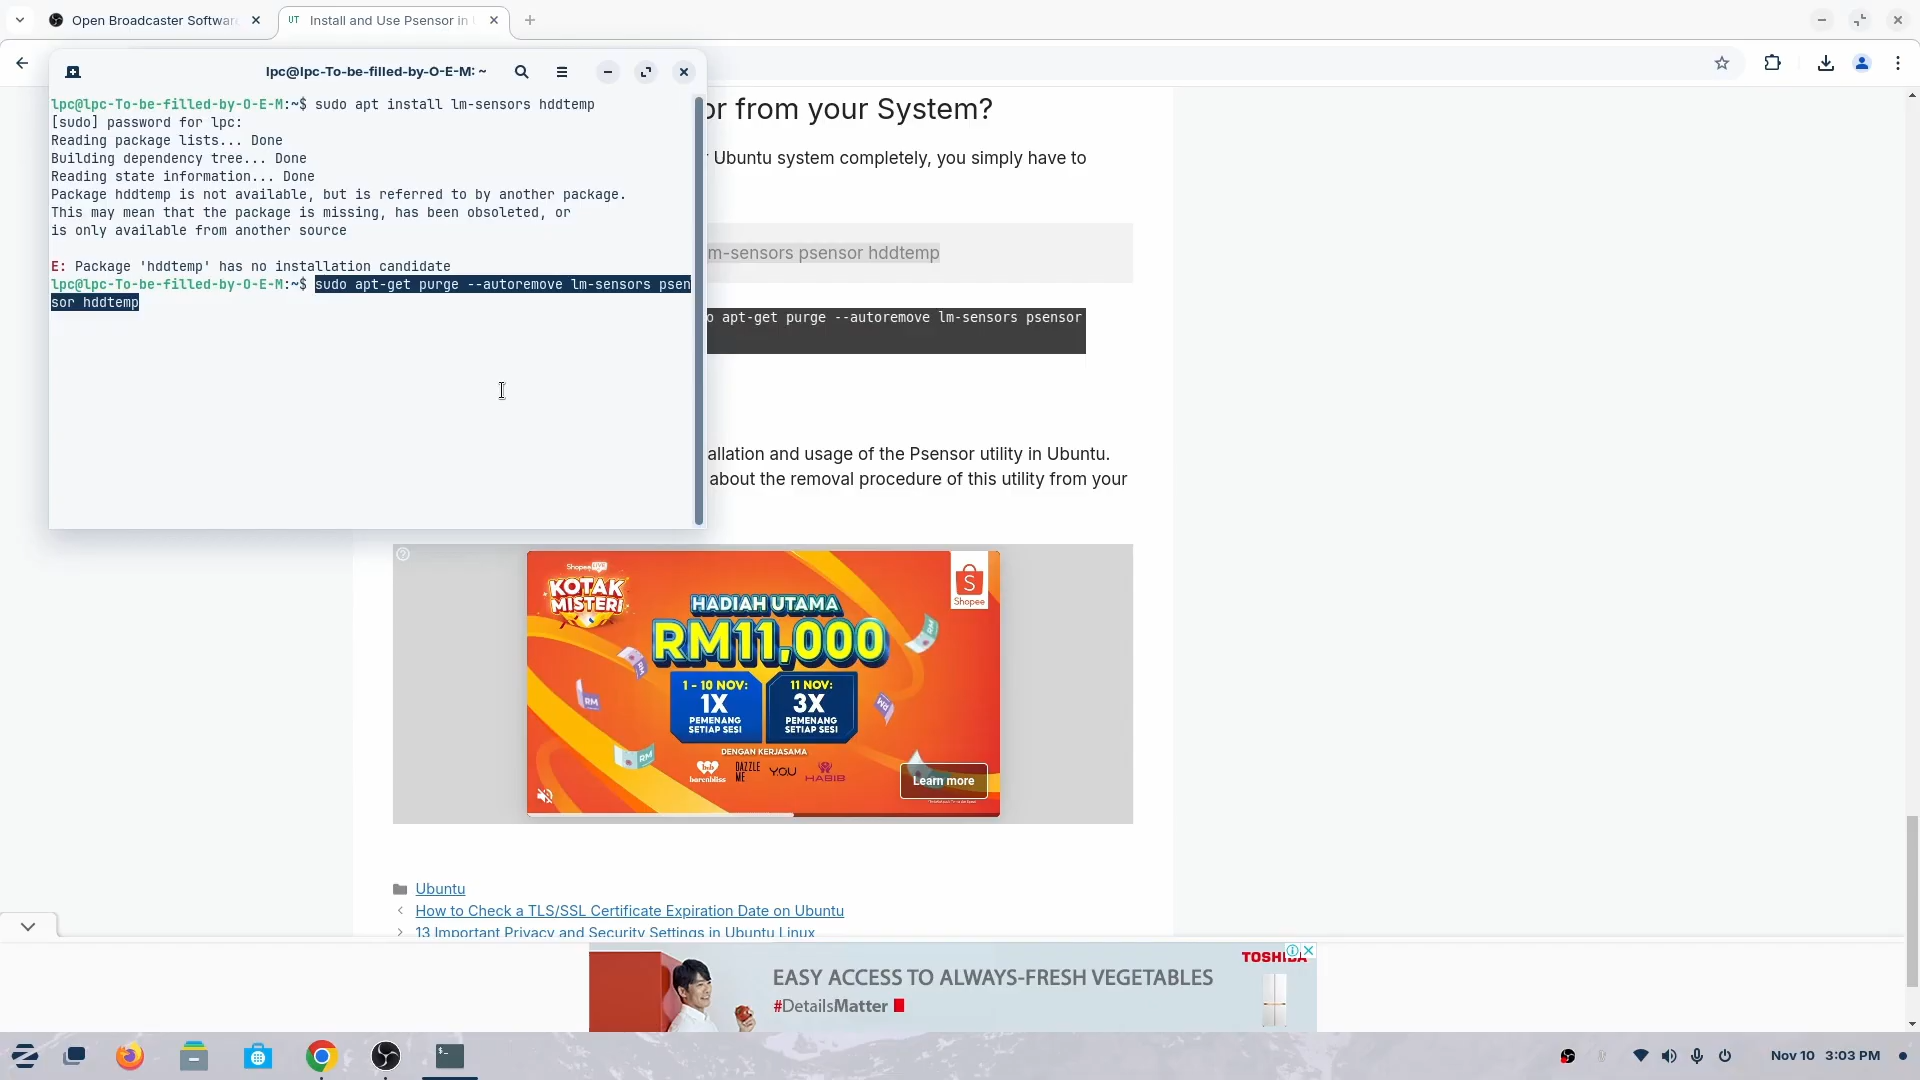 Open Broadcaster Softwar
UT Install and Use Psensor in
lpc@lpc-To-be-filled-by-O-E-M: ~
lpc@lpc-To-be-filled-by-O-E-M:~$ sudo apt install lm-sensors hddtemp
[sudo] password for lpc:
Reading package lists... Done
Building dependency tree... Done
Reading state information... Done
Package hddtemp is not available, but is referred to by another package.
This may mean that the package is missing, has been obsoleted, or
is only available from another source
E: Package 'hddtemp' has no installation candidate
lpc@lpc-To-be-filled-by-O-E-M:~$ sudo apt-get purge --autoremove lm-sensors psen
sor hddtemp
or from your System?
Ubuntu system completely, you simply have to
m-sensors psensor hddtemp
o apt-get purge --autoremove lm-sensors psensor
allation and usage of the Psensor utility in Ubuntu.
about the removal procedure of this utility from your
Shopee LIVE
KOTAK
MISTERI
HADIAH UTAMA
RM11,000
1 - 10 NOV:
1X
PEMENANG
SETIAP SESI
11 NOV:
3X
PEMENANG
SETIAP SESI
DENGAN KERJASAMA
barenbliss
DAZZLE
ME
Y.O.U
HABIB
S
Shopee
RM
RM
RM
Learn more
Ubuntu
How to Check a TLS/SSL Certificate Expiration Date on Ubuntu
13 Important Privacy and Security Settings in Ubuntu Linux
EASY ACCESS TO ALWAYS-FRESH VEGETABLES
#DetailsMatter
TOSHIBA
Nov 10 3:03 PM